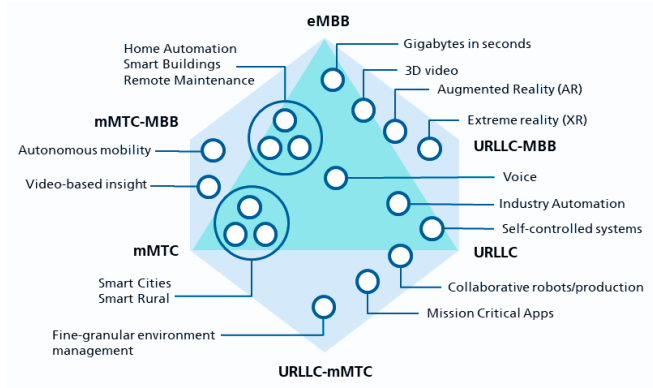 eMBB
Home Automation
Smart Buildings
Remote Maintenance
Gigabytes in seconds
3D video
Augmented Reality (AR)
Extreme reality (XR)
mMTC-MBB
URLLC-MBB
Autonomous mobility
Video-based insight
Voice
Industry Automation
Self-controlled systems
mMTC
URLLC
Smart Cities
Smart Rural
Collaborative robots/production
Mission Critical Apps
Fine-granular environment
management
URLLC-mMTC